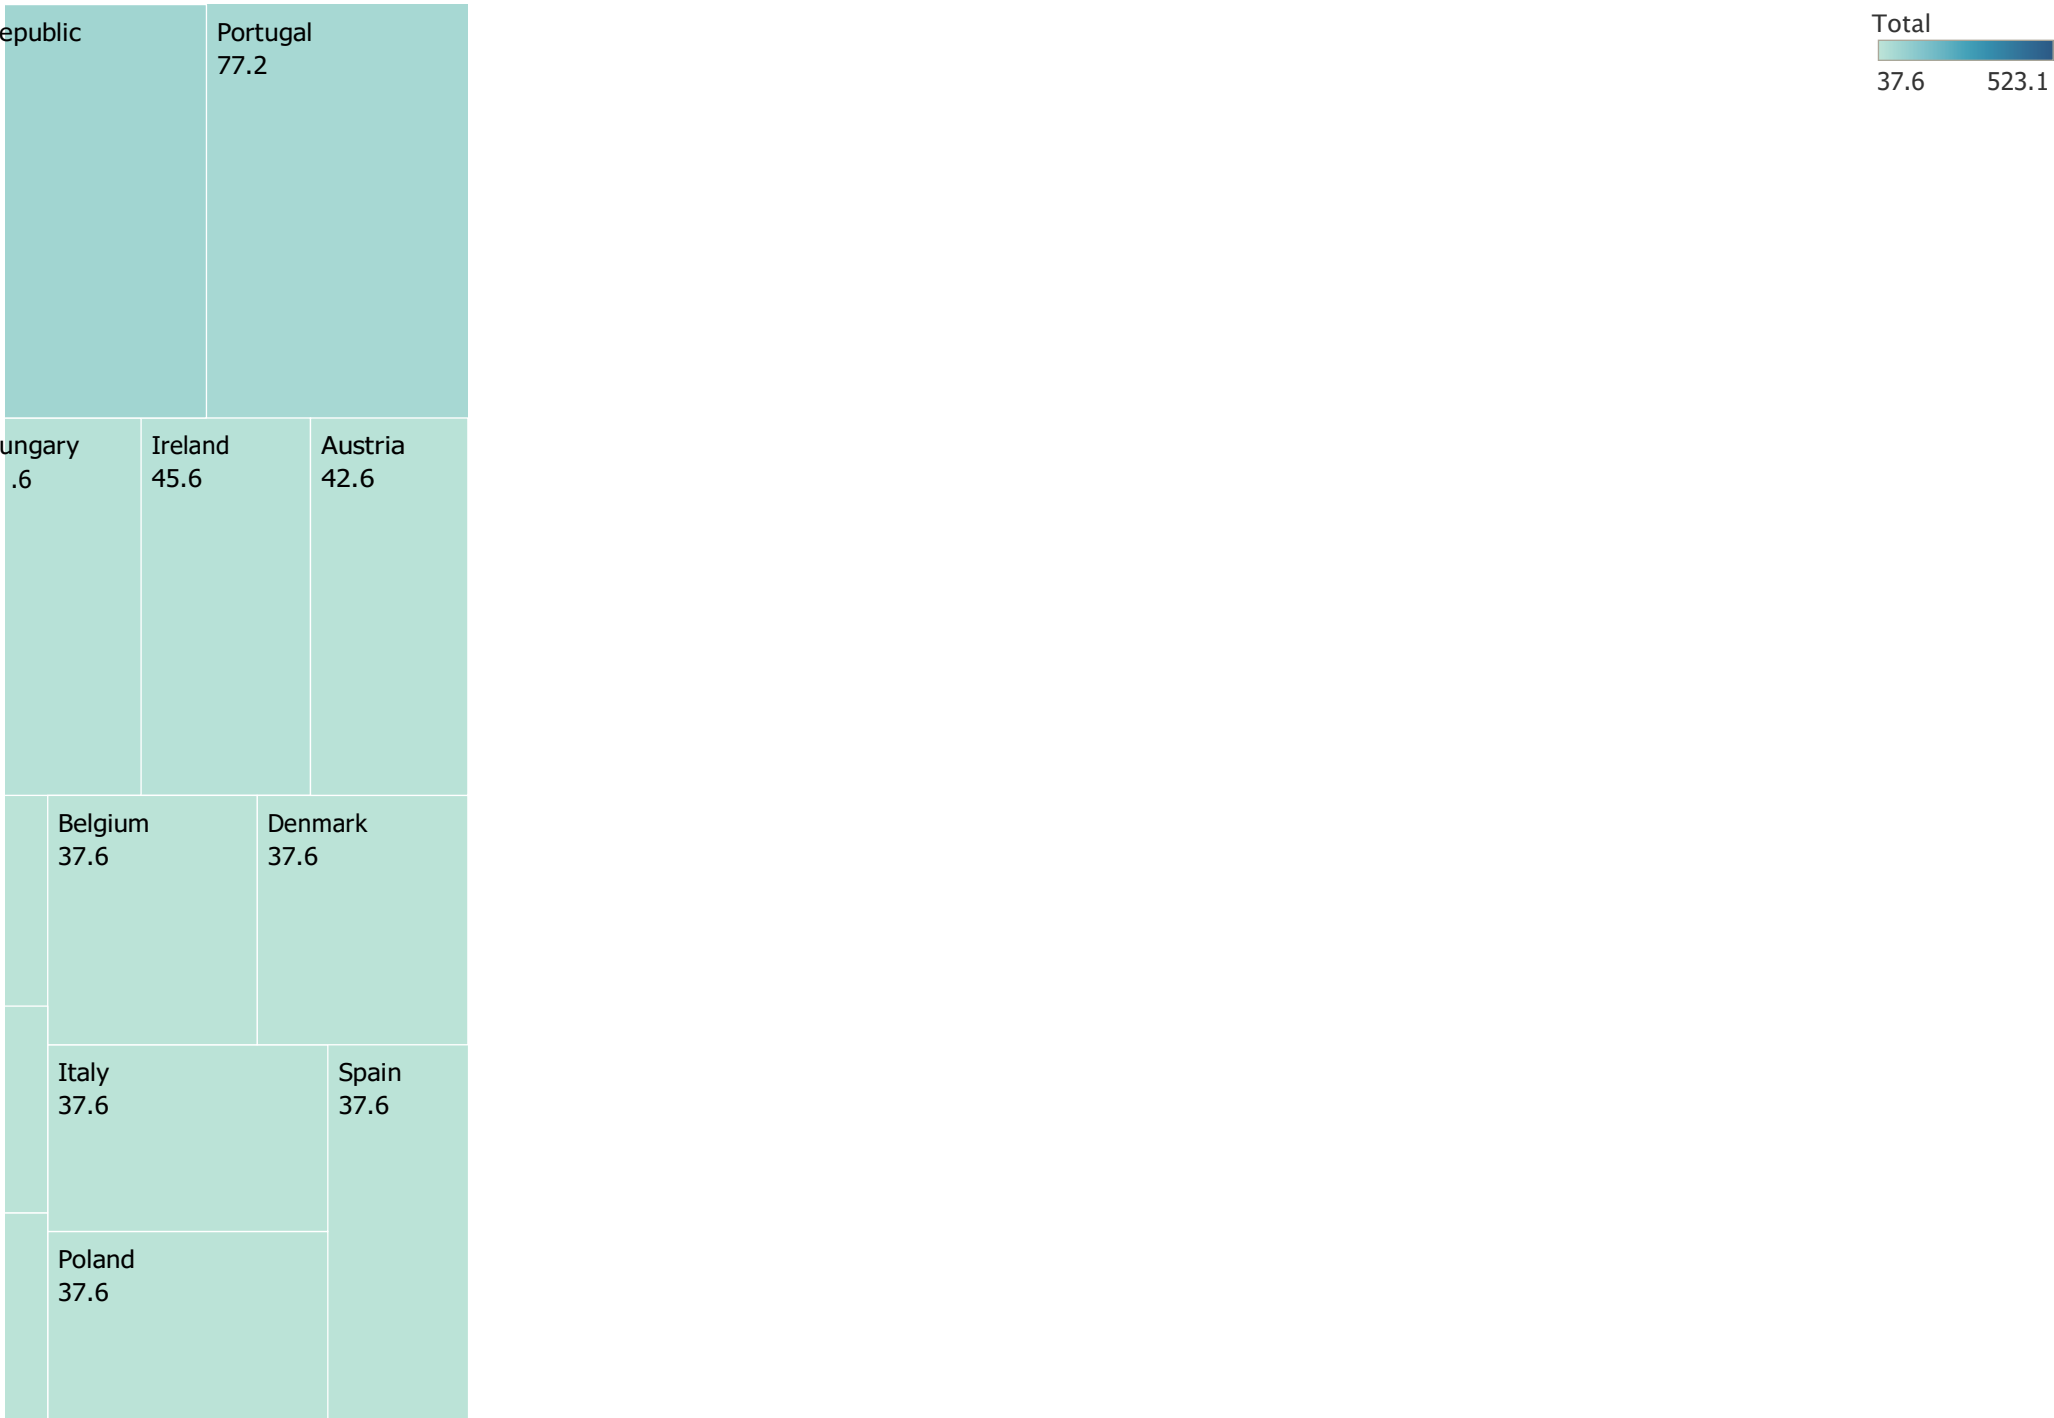 epublic
Portugal
77.2
Total
37.6 523.1
ungary
.6
Ireland
45.6
Austria
42.6
Belgium
37.6
Denmark
37.6
Italy
37.6
Spain
37.6
Poland
37.6